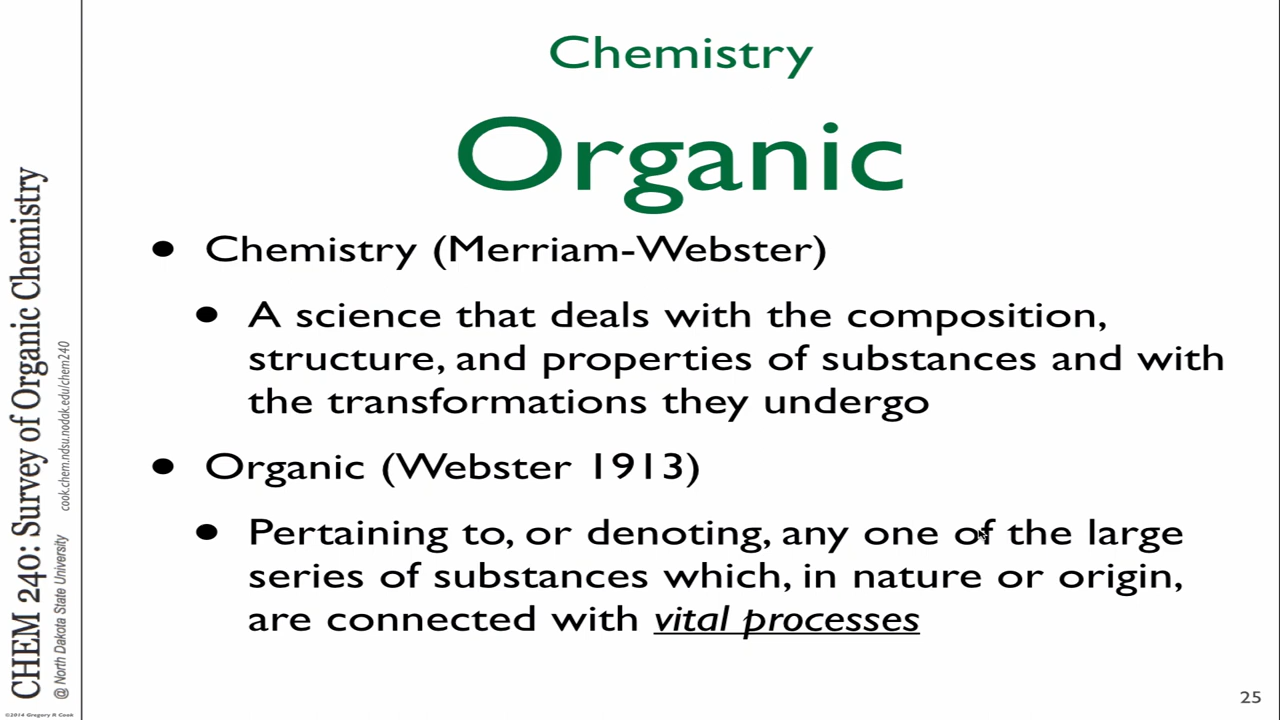 Chemistry
Organic
• Chemistry (Merriam-Webster)
• A science that deals with the composition,
structure, and properties of substances and with
the transformations they undergo
• Organic (Webster 1913)
• Pertaining to, or denoting, any one of the large
series of substances which, in nature or origin,
are connected with vital processes
25
CHEM 240: Survey of Organic Chemistry
@ North Dakota State University
cook.chem.ndsu.nodak.edu/chem240
©2014 Gregory R Cook